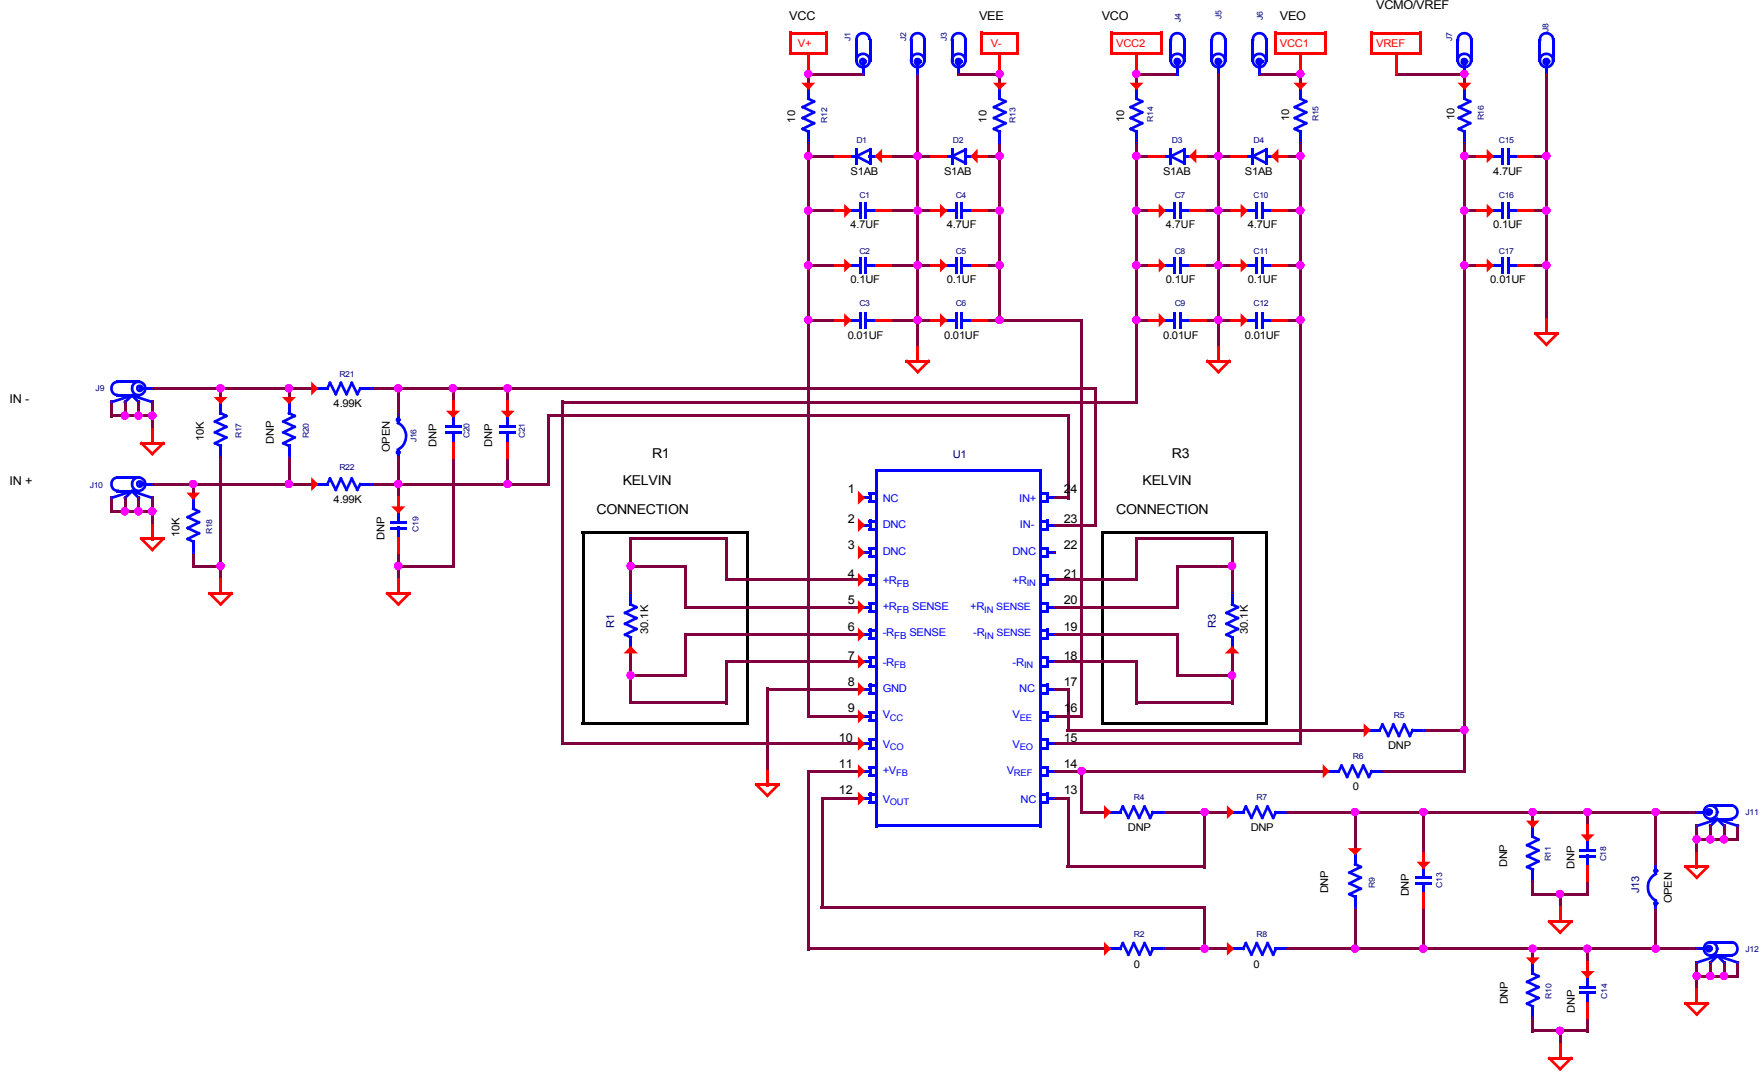 VCC
VEE
VCO
VEO
VCMO/VREF
V+
J1
J2
J3
V-
VCC2
J4
J5
J6
VCC1
VREF
J7
J8
10
R12
10
R13
10
R14
10
R15
10
R16
D1
S1AB
D2
S1AB
D3
S1AB
D4
S1AB
C15
4.7UF
C1
4.7UF
C4
4.7UF
C7
4.7UF
C10
4.7UF
C16
0.1UF
C2
0.1UF
C5
0.1UF
C8
0.1UF
C11
0.1UF
C17
0.01UF
C3
0.01UF
C6
0.01UF
C9
0.01UF
C12
0.01UF
IN -
J9
R21
4.99K
10K
R17
DNP
R20
OPEN
J16
DNP
C20
DNP
C21
IN +
J10
R22
4.99K
10K
R18
DNP
C19
R1
KELVIN
CONNECTION
R1
30.1K
U1
R3
KELVIN
CONNECTION
R3
30.1K
1 NC
2 DNC
3 DNC
4 +RFB
5 +RFB SENSE
6 -RFB SENSE
7 -RFB
8 GND
9 VCC
10 VCO
11 +VFB
12 VOUT
IN+ 24
IN- 23
DNC 22
+RIN 21
+RIN SENSE 20
-RIN SENSE 19
-RIN 18
NC 17
VEE 16
VEO 15
VREF 14
NC 13
R5
DNP
R6
0
R4
DNP
R7
DNP
J11
DNP
R9
DNP
C13
DNP
R11
DNP
C18
J13
OPEN
R2
0
R8
0
J12
DNP
R10
DNP
C14